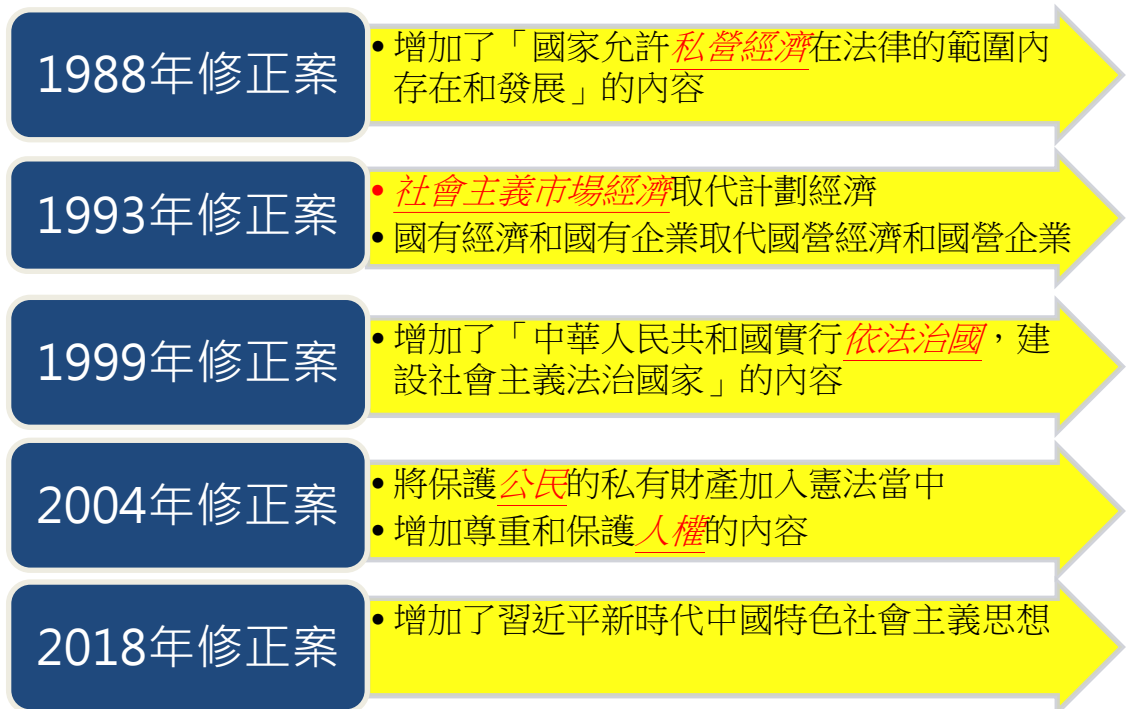 1988年修正案
•增加了「國家允許私營經濟在法律的範圍內
存在和發展」的內容
1993年修正案
•社會主義市場經濟取代計劃經濟
•國有經濟和國有企業取代國營經濟和國營企業
1999年修正案
•增加了「中華人民共和國實行依法治國，建
設社會主義法治國家」的內容
2004年修正案
•將保護公民的私有財產加入憲法當中
•增加尊重和保護人權的內容
2018年修正案
•增加了習近平新時代中國特色社會主義思想